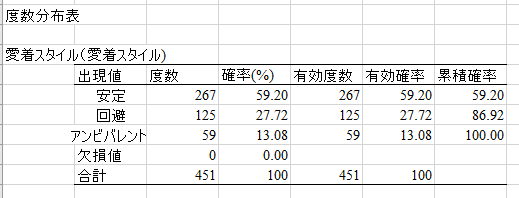 度数分布表
愛着スタイル(愛着スタイル)
出現値 度数 確率(%) 有効度数 有効確率 累積確率
安定 267 59.20 267 59.20 59.20
回避 125 27.72 125 27.72 86.92
アンビバレント 59 13.08 59 13.08 100.00
欠損値 0 0.00
合計 451 100 451 100